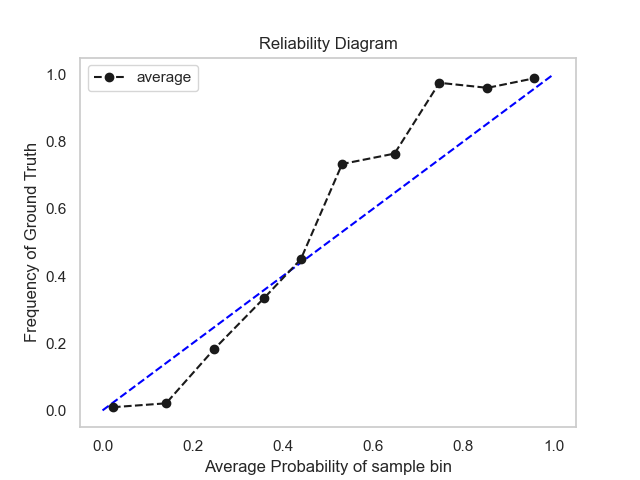 Reliability Diagram
average
1.0
0.8
0.6
0.4
0.2
0.0
Frequency of Ground Truth
0.0 0.2 0.4 0.6 0.8 1.0
Average Probability of sample bin